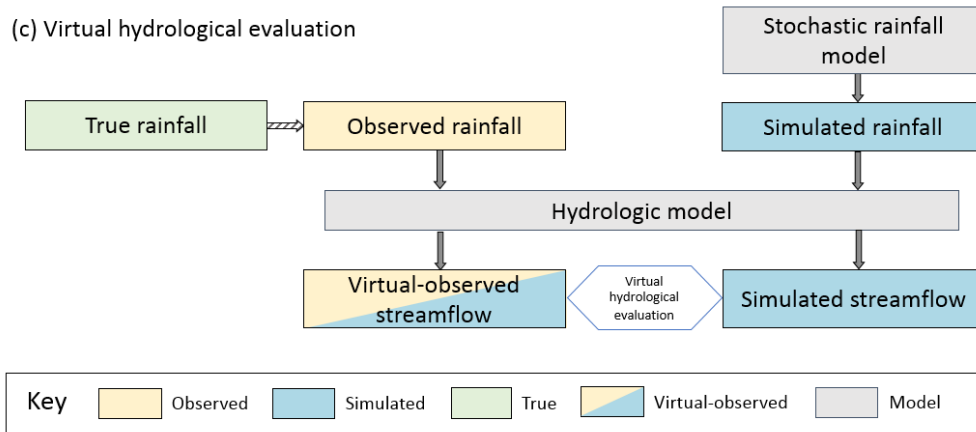 (c) Virtual hydrological evaluation
Stochastic rainfall
model
True rainfall
Observed rainfall
Simulated rainfall
Hydrologic model
Virtual-observed
streamflow
Virtual
hydrological
evaluation
Simulated streamflow
Key
Observed
Simulated
True
Virtual-observed
Model